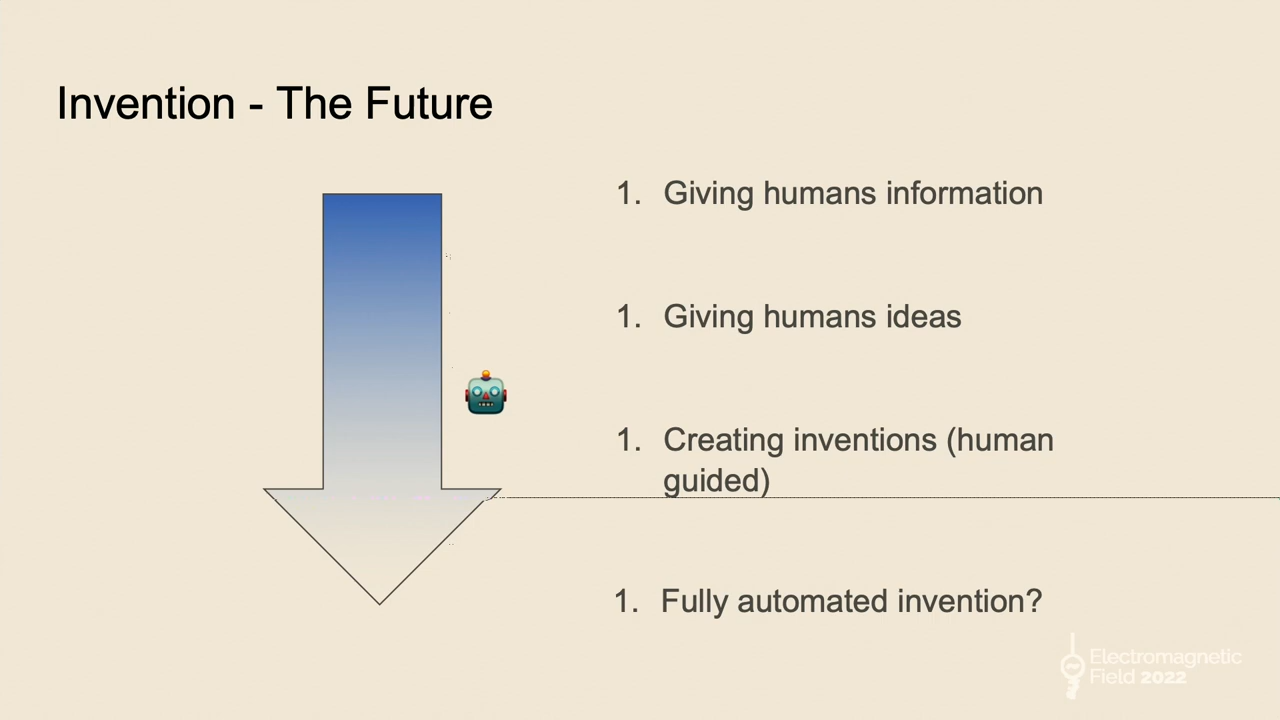 Invention - The Future
1. Giving humans information
1. Giving humans ideas
1. Creating inventions (human
guided)
1. Fully automated invention?
Electromagnetic
Field 2022